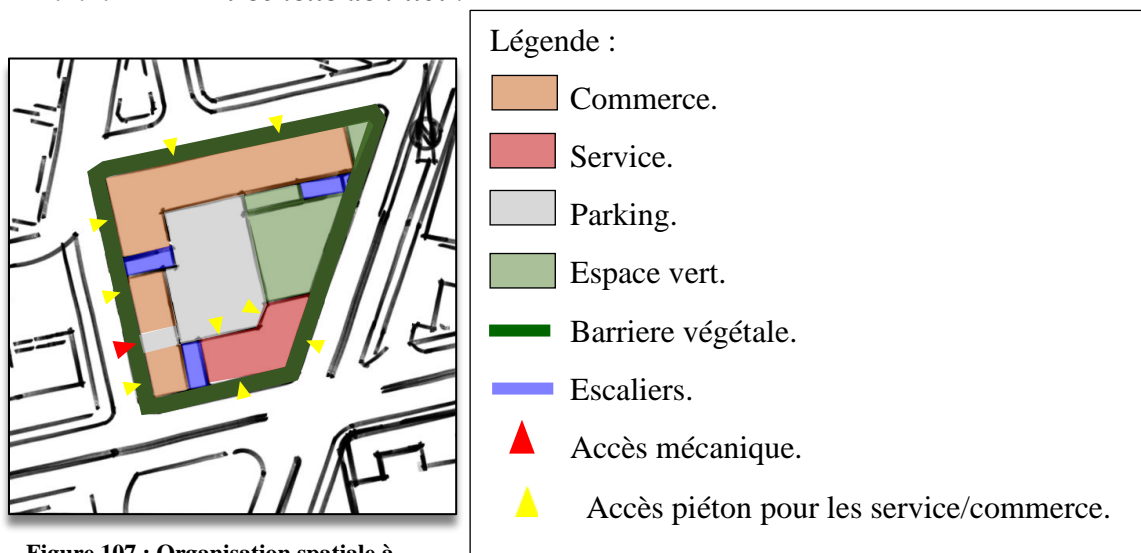 Légende :
Commerce.
Service.
Parking.
Espace vert.
Barriere végétale.
Escaliers.
Accès mécanique.
Accès piéton pour les service/commerce.
Figure 107 : Organisation spatiale à